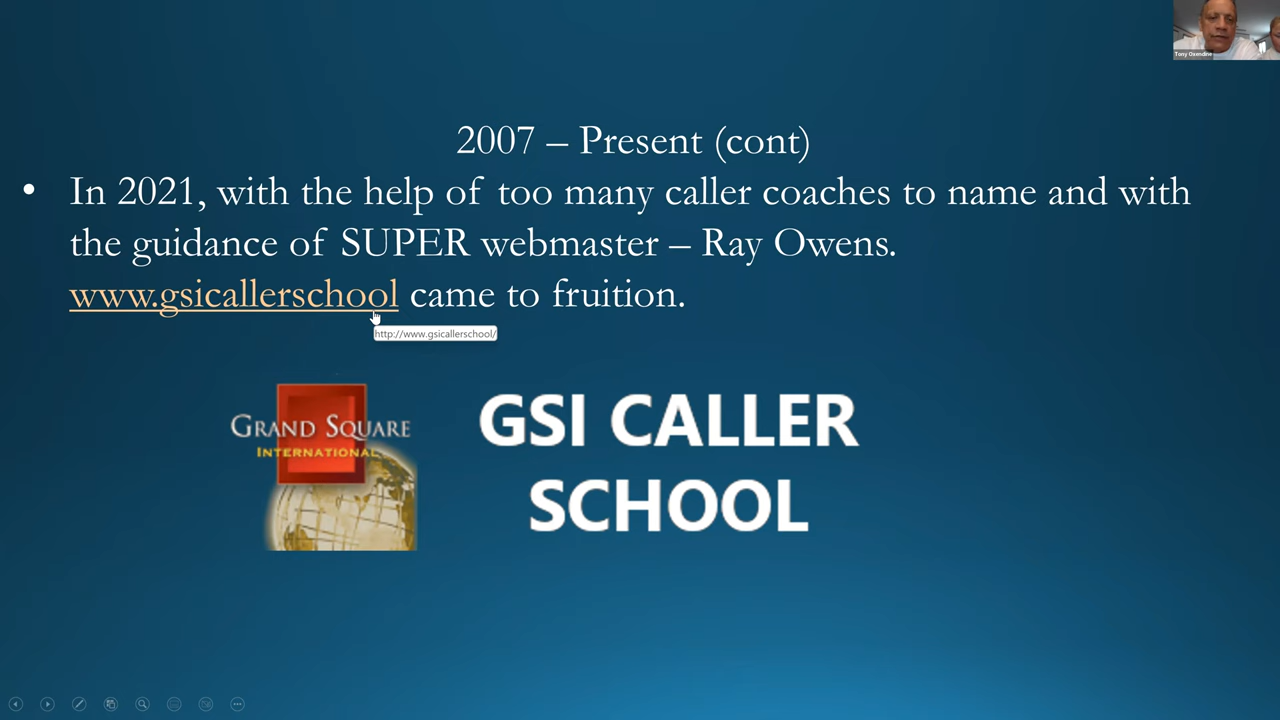 Tony Oxendine
2007 – Present (cont)
• In 2021, with the help of too many caller coaches to name and with
the guidance of SUPER webmaster – Ray Owens.
www.gsicallerschool came to fruition.
http://www.gsicallerschool/
GRAND SQUARE
INTERNATIONAL
GSI CALLER
SCHOOL